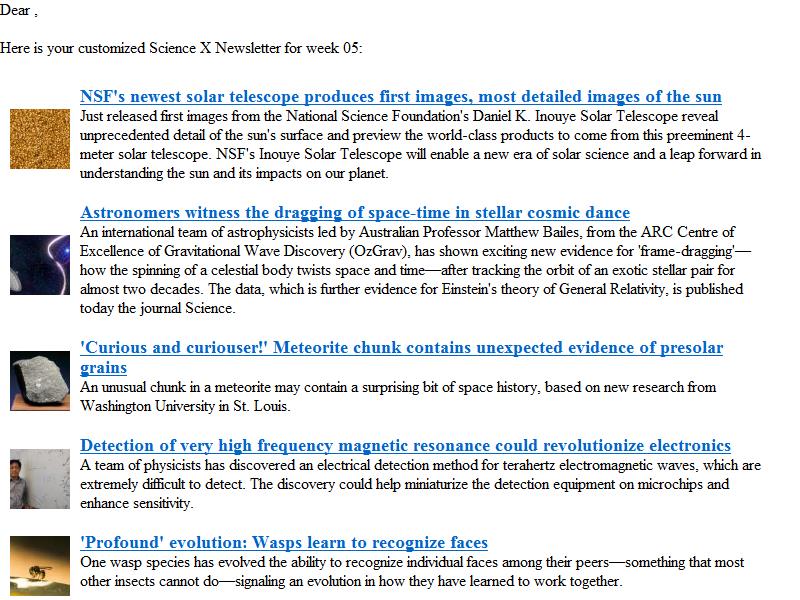 Dear ,
Here is your customized Science X Newsletter for week 05:
NSF's newest solar telescope produces first images, most detailed images of the sun
Just released first images from the National Science Foundation's Daniel K. Inouye Solar Telescope reveal
unprecedented detail of the sun's surface and preview the world-class products to come from this preeminent 4-
meter solar telescope. NSF's Inouye Solar Telescope will enable a new era of solar science and a leap forward in
understanding the sun and its impacts on our planet.
Astronomers witness the dragging of space-time in stellar cosmic dance
An international team of astrophysicists led by Australian Professor Matthew Bailes, from the ARC Centre of
Excellence of Gravitational Wave Discovery (OzGrav), has shown exciting new evidence for 'frame-dragging'—
how the spinning of a celestial body twists space and time—after tracking the orbit of an exotic stellar pair for
almost two decades. The data, which is further evidence for Einstein's theory of General Relativity, is published
today the journal Science.
'Curious and curiouser!' Meteorite chunk contains unexpected evidence of presolar
grains
An unusual chunk in a meteorite may contain a surprising bit of space history, based on new research from
Washington University in St. Louis.
Detection of very high frequency magnetic resonance could revolutionize electronics
A team of physicists has discovered an electrical detection method for terahertz electromagnetic waves, which are
extremely difficult to detect. The discovery could help miniaturize the detection equipment on microchips and
enhance sensitivity.
'Profound' evolution: Wasps learn to recognize faces
One wasp species has evolved the ability to recognize individual faces among their peers—something that most
other insects cannot do—signaling an evolution in how they have learned to work together.